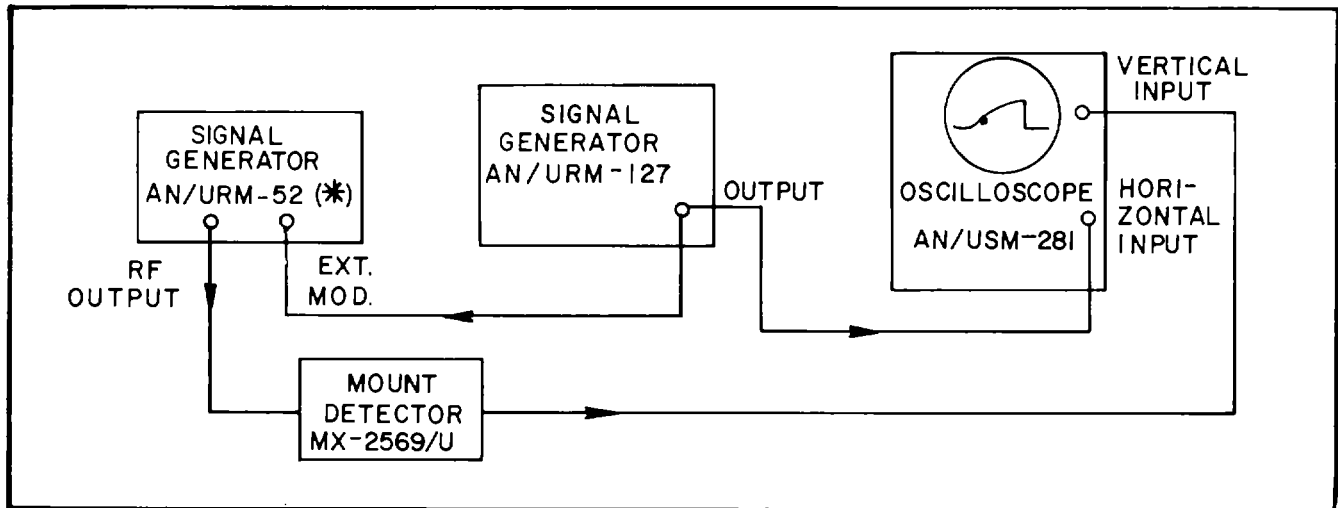 SIGNAL
GENERATOR
AN/URM-52 (*)
RF
OUTPUT
EXT.
MOD.
SIGNAL
GENERATOR
AN/URM-127
OUTPUT
OSCILLOSCOPE
AN/USM-281
VERTICAL
INPUT
HORI-
ZONTAL
INPUT
MOUNT
DETECTOR
MX-2569/U